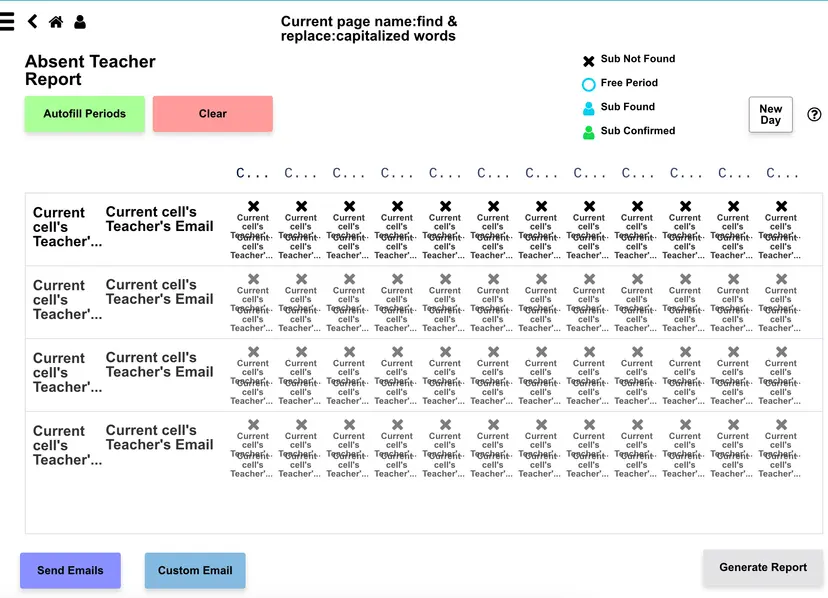 Current page name:find &
replace:capitalized words
Absent Teacher
Report
Sub Not Found
Free Period
Sub Found
Sub Confirmed
Autofill Periods
Clear
New
Day
?
C... C... C... C... C... C... C... C... C... C... C... C...
Current
cell's
Teacher'...
Current cell's
Teacher's Email
Current Current Current Current Current Current Current Current Current Current Current Current
cell's cell's cell's cell's cell's cell's cell's cell's cell's cell's cell's cell's
Teacher'... Teacher'... Teacher'... Teacher'... Teacher'... Teacher'... Teacher'... Teacher'... Teacher'... Teacher'... Teacher'... Teacher'...
Current Current Current Current Current Current Current Current Current Current Current Current
cell's cell's cell's cell's cell's cell's cell's cell's cell's cell's cell's cell's
Teacher'... Teacher'... Teacher'... Teacher'... Teacher'... Teacher'... Teacher'... Teacher'... Teacher'... Teacher'... Teacher'... Teacher'...
Current
cell's
Teacher'...
Current cell's
Teacher's Email
Current Current Current Current Current Current Current Current Current Current Current Current
cell's cell's cell's cell's cell's cell's cell's cell's cell's cell's cell's cell's
Teacher'... Teacher'... Teacher'... Teacher'... Teacher'... Teacher'... Teacher'... Teacher'... Teacher'... Teacher'... Teacher'... Teacher'...
Current Current Current Current Current Current Current Current Current Current Current Current
cell's cell's cell's cell's cell's cell's cell's cell's cell's cell's cell's cell's
Teacher'... Teacher'... Teacher'... Teacher'... Teacher'... Teacher'... Teacher'... Teacher'... Teacher'... Teacher'... Teacher'... Teacher'...
Current
cell's
Teacher'...
Current cell's
Teacher's Email
Current Current Current Current Current Current Current Current Current Current Current Current
cell's cell's cell's cell's cell's cell's cell's cell's cell's cell's cell's cell's
Teacher'... Teacher'... Teacher'... Teacher'... Teacher'... Teacher'... Teacher'... Teacher'... Teacher'... Teacher'... Teacher'... Teacher'...
Current Current Current Current Current Current Current Current Current Current Current Current
cell's cell's cell's cell's cell's cell's cell's cell's cell's cell's cell's cell's
Teacher'... Teacher'... Teacher'... Teacher'... Teacher'... Teacher'... Teacher'... Teacher'... Teacher'... Teacher'... Teacher'... Teacher'...
Current
cell's
Teacher'...
Current cell's
Teacher's Email
Current Current Current Current Current Current Current Current Current Current Current Current
cell's cell's cell's cell's cell's cell's cell's cell's cell's cell's cell's cell's
Teacher'... Teacher'... Teacher'... Teacher'... Teacher'... Teacher'... Teacher'... Teacher'... Teacher'... Teacher'... Teacher'... Teacher'...
Current Current Current Current Current Current Current Current Current Current Current Current
cell's cell's cell's cell's cell's cell's cell's cell's cell's cell's cell's cell's
Teacher'... Teacher'... Teacher'... Teacher'... Teacher'... Teacher'... Teacher'... Teacher'... Teacher'... Teacher'... Teacher'... Teacher'...
Send Emails
Custom Email
Generate Report